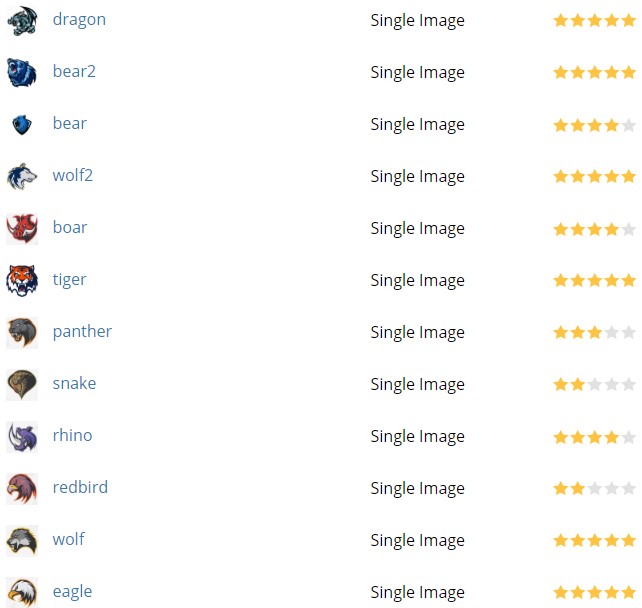 dragon Single Image
bear2 Single Image
bear Single Image
wolf2 Single Image
boar Single Image
tiger Single Image
panther Single Image
snake Single Image
rhino Single Image
redbird Single Image
wolf Single Image
eagle Single Image